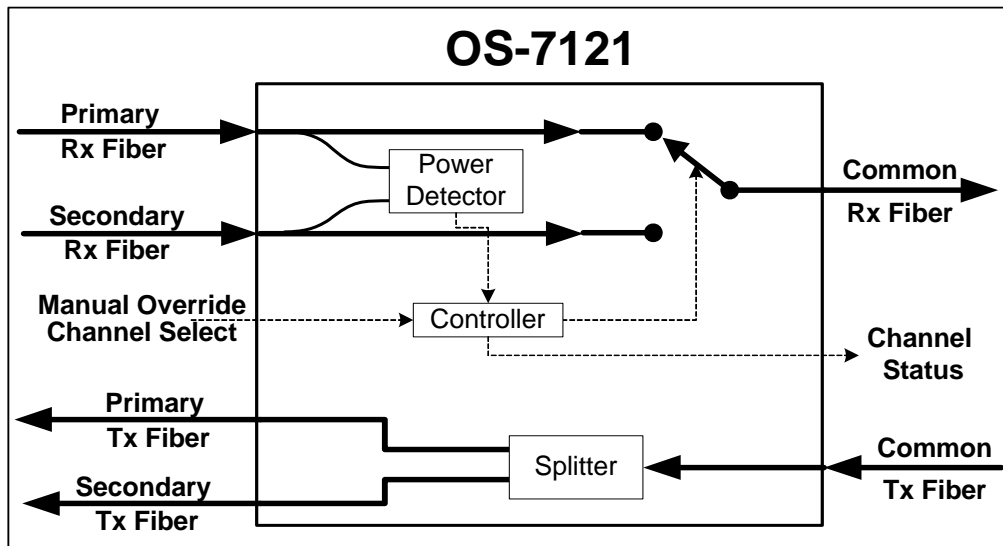 OS-7121
Primary
Rx Fiber
Power
Detector
Common
Rx Fiber
Secondary
Rx Fiber
Manual Override
Channel Select
Controller
Channel
Status
Primary
Tx Fiber
Splitter
Common
Tx Fiber
Secondary
Tx Fiber